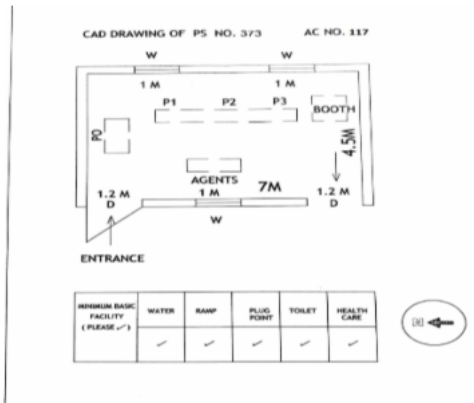 CAD DRAWING OF PS NO. 373 AC NO. 117
W W
1 M 1 M
P1 P2 P3
BOOTH
PO
4.5M
AGENTS
1.2 M 1 M 7M 1.2 M
D D
W
ENTRANCE
MINIMUM BASIC FACILITY ( PLEASE ✓ ) WATER RAMP PLUG POINT TOILET HEALTH CARE
✓ ✓ ✓ ✓ ✓